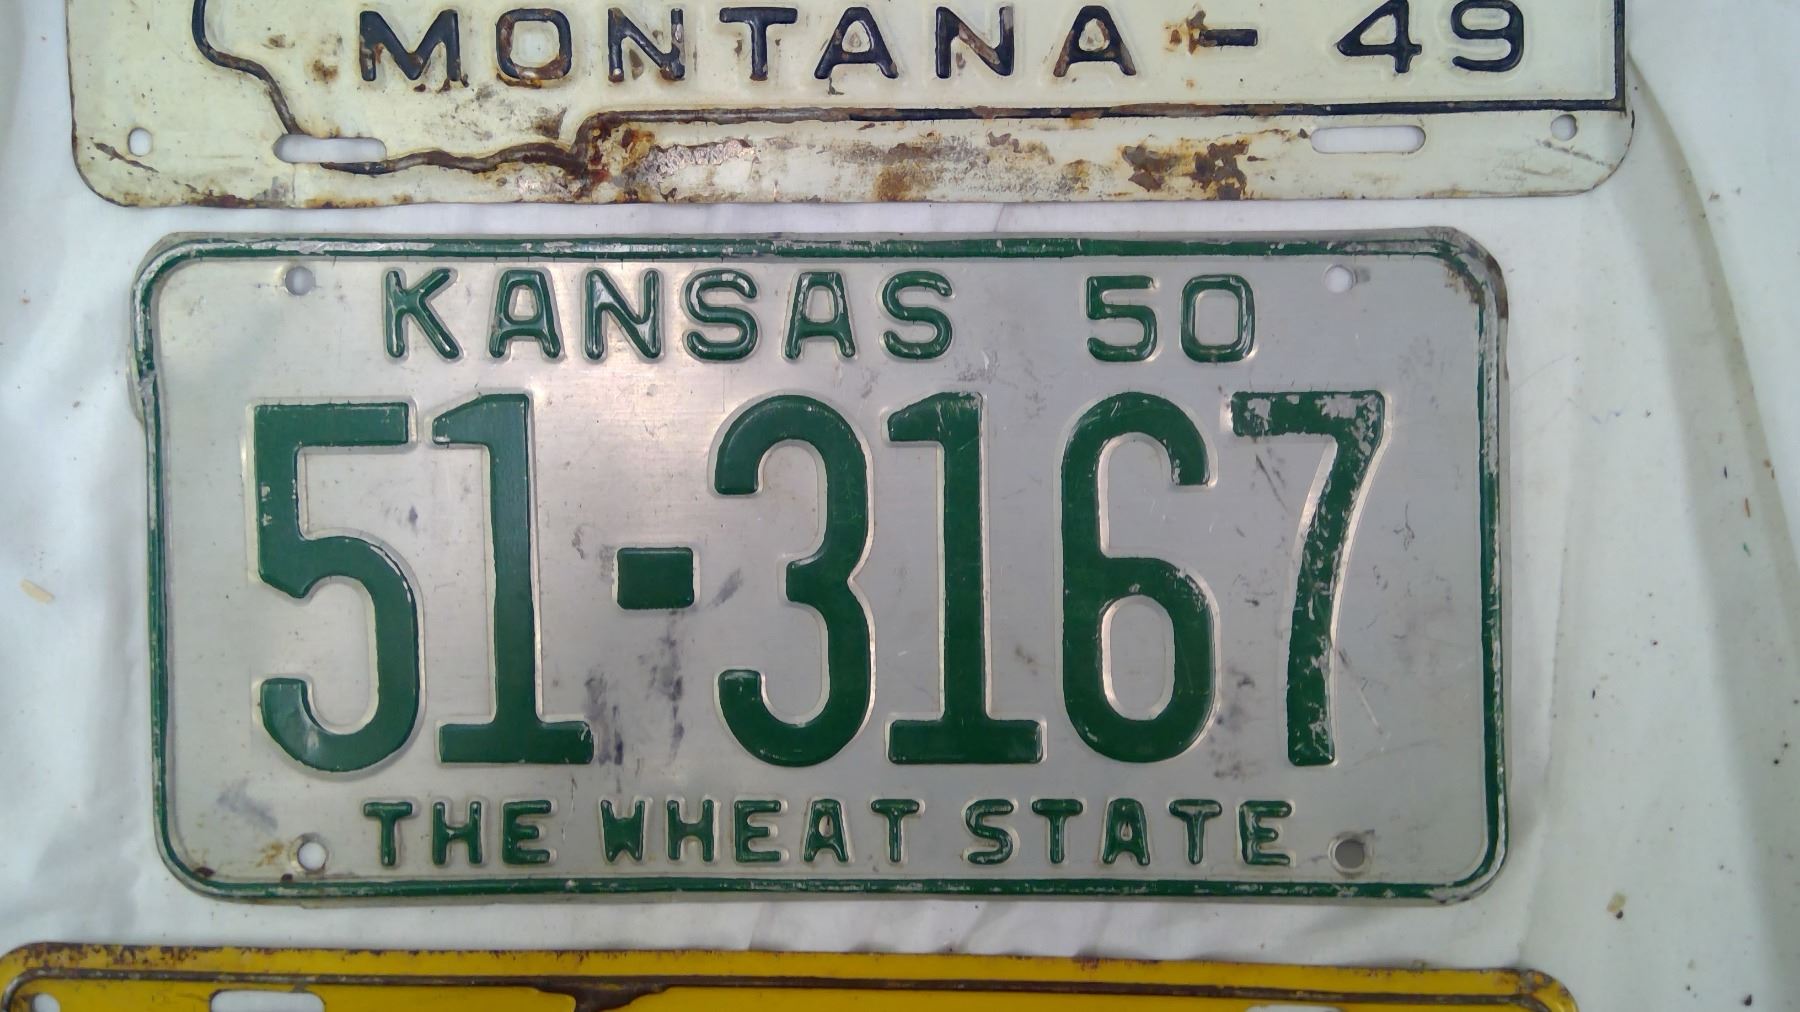 MONTANA - 49
KANSAS 50
51-3167
THE WHEAT STATE